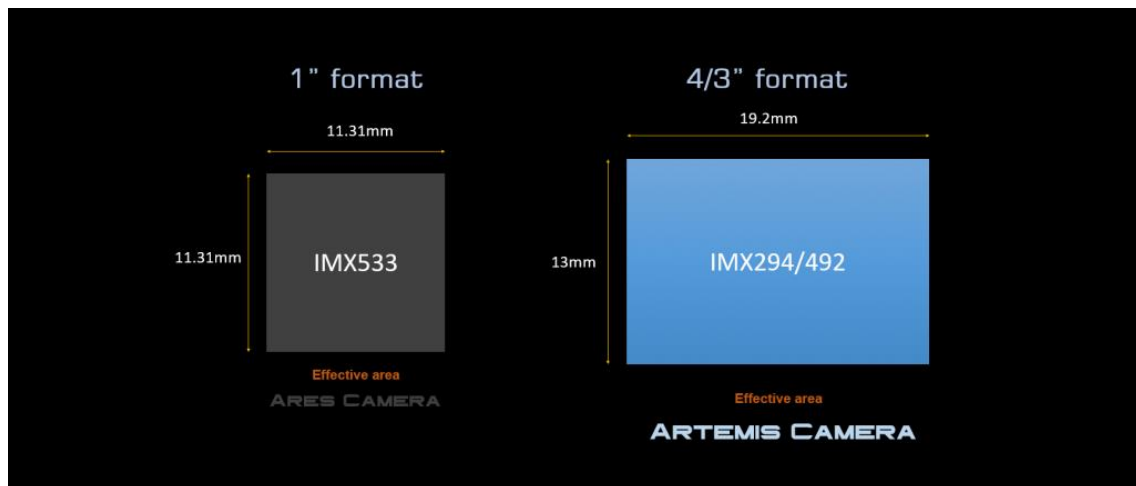 1” format
11.31mm
11.31mm
IMX533
Effective area
ARES CAMERA
4/3” format
19.2mm
13mm
IMX294/492
Effective area
ARTEMIS CAMERA